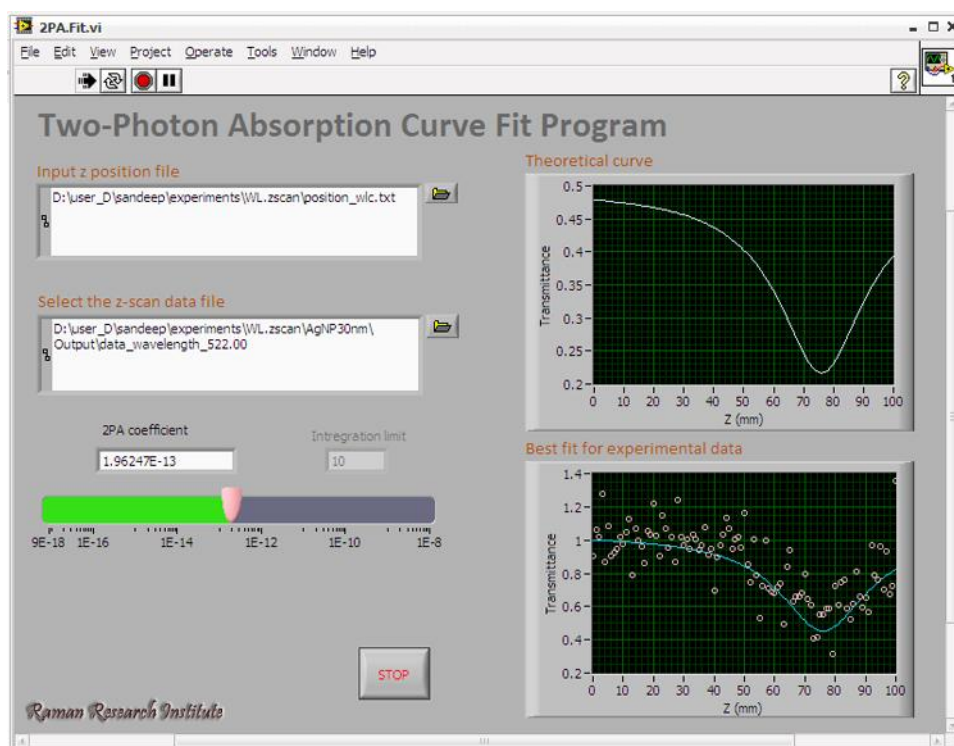 2PA.Fit.vi
File Edit View Project Operate Tools Window Help
Two-Photon Absorption Curve Fit Program
Input z position file
D:\user_D\sandeep\experiments\WL.zscan\position_wlc.txt
Select the z-scan data file
D:\user_D\sandeep\experiments\WL.zscan\AgNP30nm\
Output\data_wavelength_522.00
2PA coefficient
1.96247E-13
Intregration limit
10
9E-18 1E-16 1E-14 1E-12 1E-10 1E-8
STOP
Raman Research Institute
Theoretical curve
Transmittance
0.5
0.45
0.4
0.35
0.3
0.25
0.2
0 10 20 30 40 50 60 70 80 90 100
Z (mm)
Best fit for experimental data
Transmittance
1.4
1.2
1
0.8
0.6
0.4
0.2
0 10 20 30 40 50 60 70 80 90 100
Z (mm)